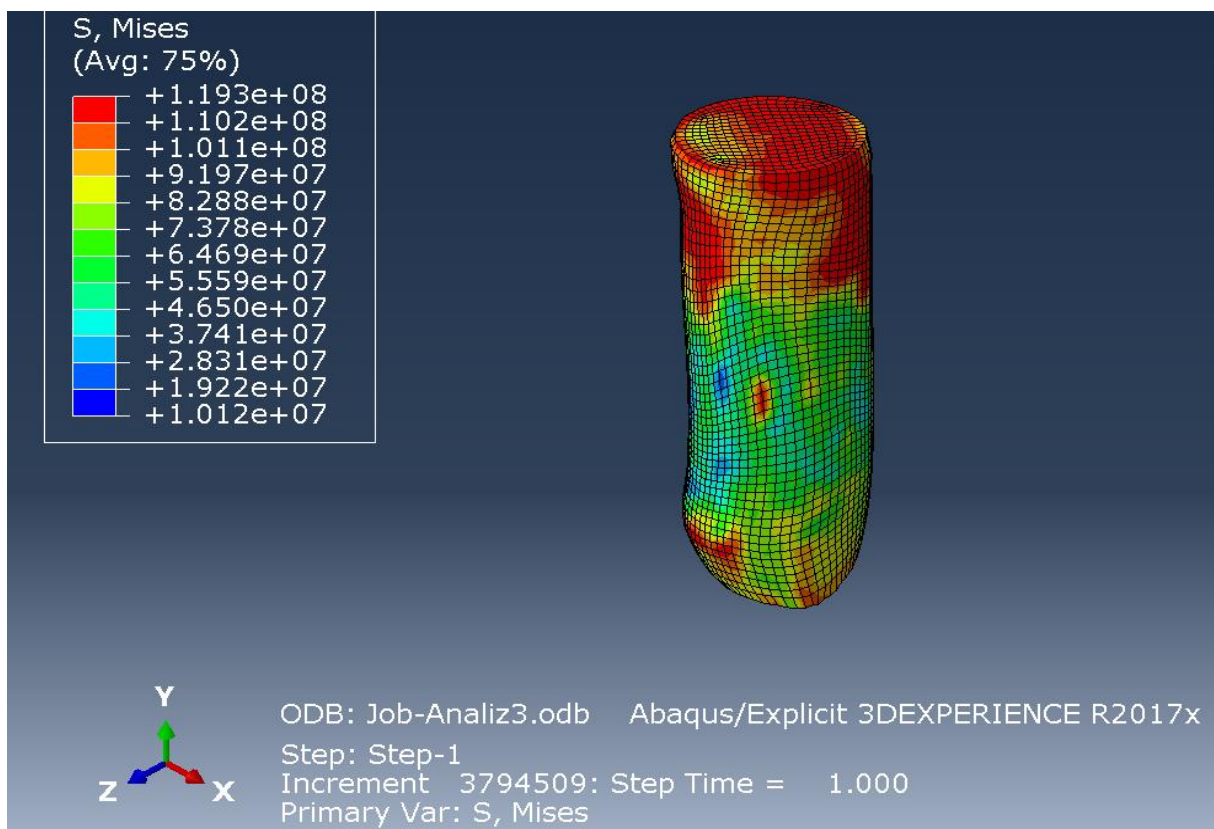 S, Mises
(Avg: 75%)
+1.193e+08
+1.102e+08
+1.011e+08
+9.197e+07
+8.288e+07
+7.378e+07
+6.469e+07
+5.559e+07
+4.650e+07
+3.741e+07
+2.831e+07
+1.922e+07
+1.012e+07
Y
Z X
ODB: Job-Analiz3.odb Abaqus/Explicit 3DEXPERIENCE R2017x
Step: Step-1
Increment 3794509: Step Time = 1.000
Primary Var: S, Mises